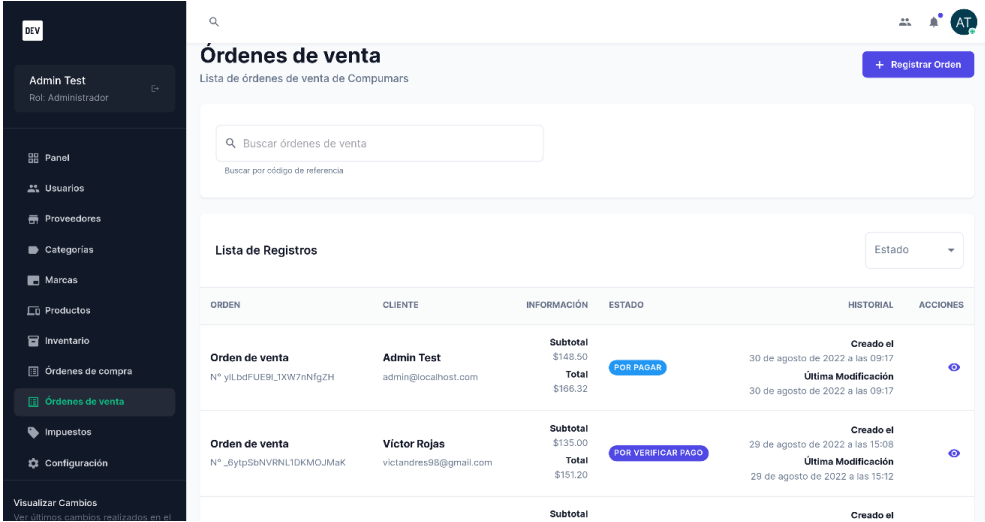 DEV
Admin Test
Rol: Administrador
Panel
Usuarios
Proveedores
Categorías
Marcas
Productos
Inventario
Órdenes de compra
Órdenes de venta
Impuestos
Configuración
Visualizar Cambios
Ver últimos cambios realizados en el
AT
Órdenes de venta
Lista de órdenes de venta de Compumars
+ Registrar Orden
Buscar órdenes de venta
Buscar por código de referencia
Lista de Registros
Estado
ORDEN CLIENTE INFORMACIÓN ESTADO HISTORIAL ACCIONES
Orden de venta
N° yILbdFUE9I_1XW7nNfgZH
Admin Test
admin@localhost.com
Subtotal
$148.50
Total
$166.32
POR PAGAR
Creado el
30 de agosto de 2022 a las 09:17
Última Modificación
30 de agosto de 2022 a las 09:17
Orden de venta
N° _6ytpSbNVRNL1DKMOJMaK
Víctor Rojas
victandres98@gmail.com
Subtotal
$135.00
Total
$151.20
POR VERIFICAR PAGO
Creado el
29 de agosto de 2022 a las 15:08
Última Modificación
29 de agosto de 2022 a las 15:12
Subtotal
Creado el